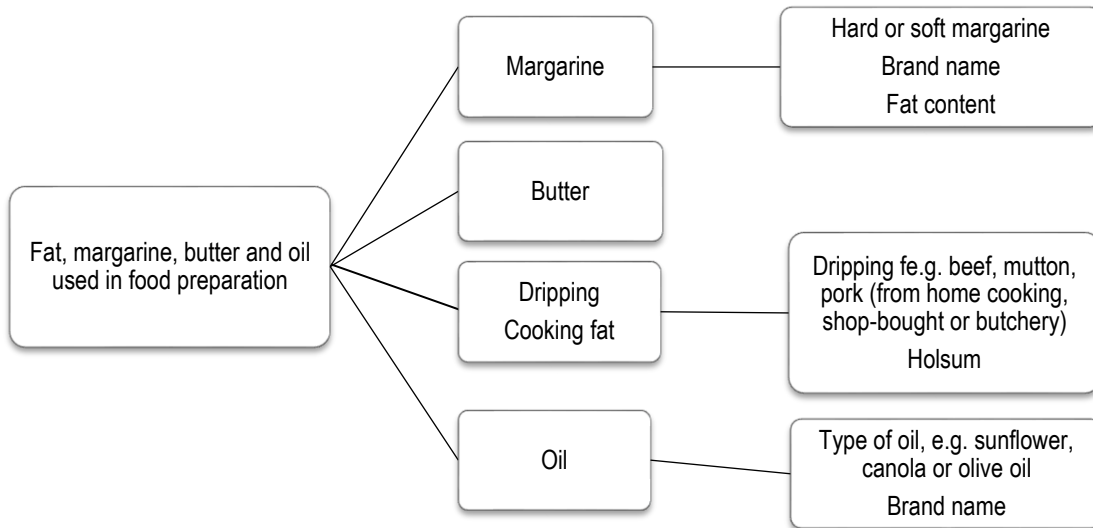 Fat, margarine, butter and oil
used in food preparation
Margarine
Hard or soft margarine
Brand name
Fat content
Butter
Dripping
Cooking fat
Dripping fe.g. beef, mutton,
pork (from home cooking,
shop-bought or butchery)
Holsum
Oil
Type of oil, e.g. sunflower,
canola or olive oil
Brand name